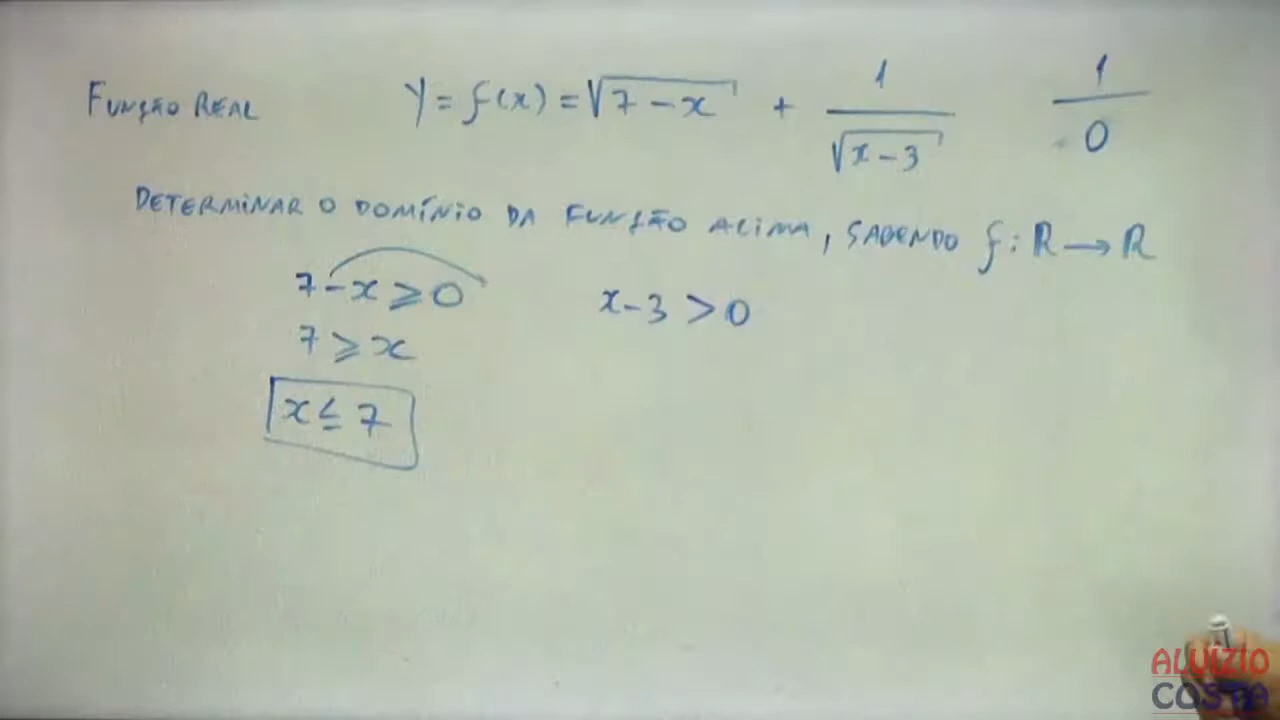 FUNÇÃO REAL y = f(x) = √(7 - x) + 1/√(x - 3) 1/0
DETERMINAR O DOMÍNIO DA FUNÇÃO ACIMA, SABENDO f: ℝ → ℝ
7 - x ≥ 0 x - 3 > 0
7 ≥ x
x ≤ 7
ALUIZIO
COSTA